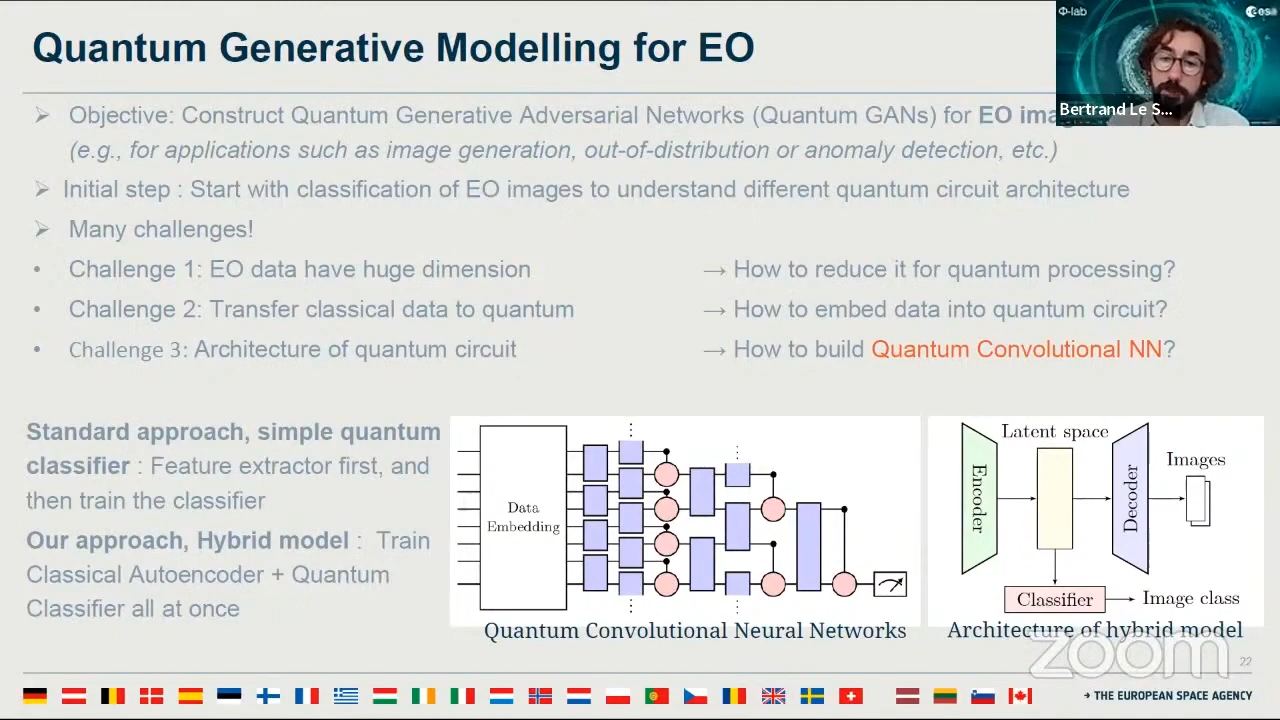 Quantum Generative Modelling for EO
Φ-lab
esa
Bertrand Le S...
Objective: Construct Quantum Generative Adversarial Networks (Quantum GANs) for EO
(e.g., for applications such as image generation, out-of-distribution or anomaly detection, etc.)
Initial step : Start with classification of EO images to understand different quantum circuit architecture
Many challenges!
• Challenge 1: EO data have huge dimension → How to reduce it for quantum processing?
• Challenge 2: Transfer classical data to quantum → How to embed data into quantum circuit?
• Challenge 3: Architecture of quantum circuit → How to build Quantum Convolutional NN?
Standard approach, simple quantum
classifier : Feature extractor first, and
then train the classifier
Our approach, Hybrid model : Train
Classical Autoencoder + Quantum
Classifier all at once
Data
Embedding
Quantum Convolutional Neural Networks
Latent space
Encoder
Decoder
Images
Classifier
Image class
Architecture of hybrid model
zoom
22
→ THE EUROPEAN SPACE AGENCY